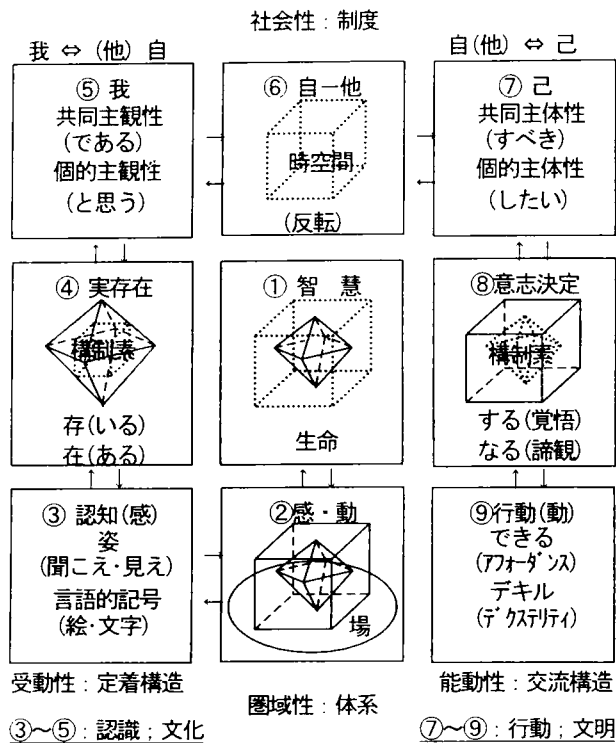 社会性：制度
我 ⇔ (他) 自
自(他) ⇔ 己
⑤ 我
共同主観性
(である)
個的主観性
(と思う)
⑥ 自－他
時空間
(反転)
⑦ 己
共同主体性
(すべき)
個的主体性
(したい)
④ 実存在
構制素
存(いる)
在(ある)
① 智 慧
生命
⑧意志決定
構制素
する(覚悟)
なる(諦観)
③ 認知(感)
姿
(聞こえ・見え)
言語的記号
(絵・文字)
②感・動
場
⑨行動(動)
できる
(アフォーダンス)
デキル
(デクステリティ)
受動性：定着構造
圏域性：体系
能動性：交流構造
③～⑤：認識；文化
⑦～⑨：行動；文明